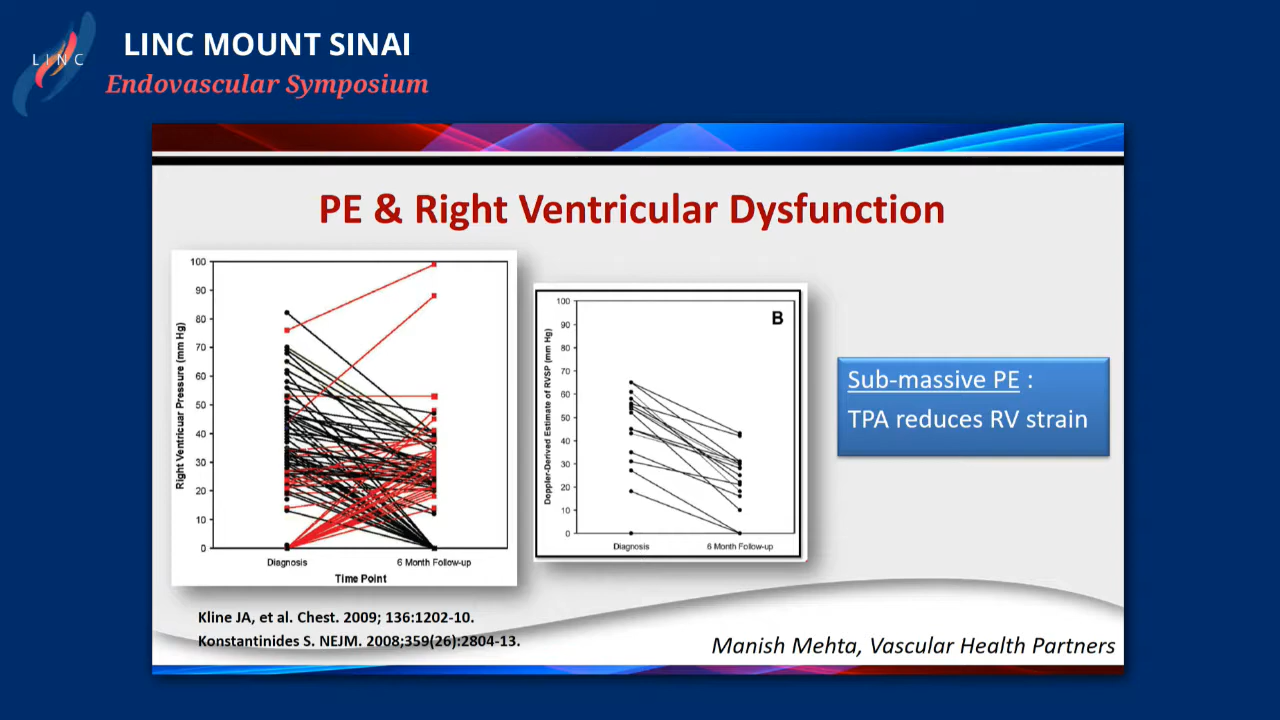 LINC
LINC MOUNT SINAI
Endovascular Symposium
PE & Right Ventricular Dysfunction
100
90
80
70
60
50
40
30
20
10
0
Right Ventricuar Pressure (mm Hg)
Diagnosis
6 Month Follow-up
Time Point
B
100
90
80
70
60
50
40
30
20
10
0
Doppler-Derived Estimate of RVSP (mm Hg)
Diagnosis
6 Month Follow-up
Sub-massive PE :
TPA reduces RV strain
Kline JA, et al. Chest. 2009; 136:1202-10.
Konstantinides S. NEJM. 2008;359(26):2804-13.
Manish Mehta, Vascular Health Partners